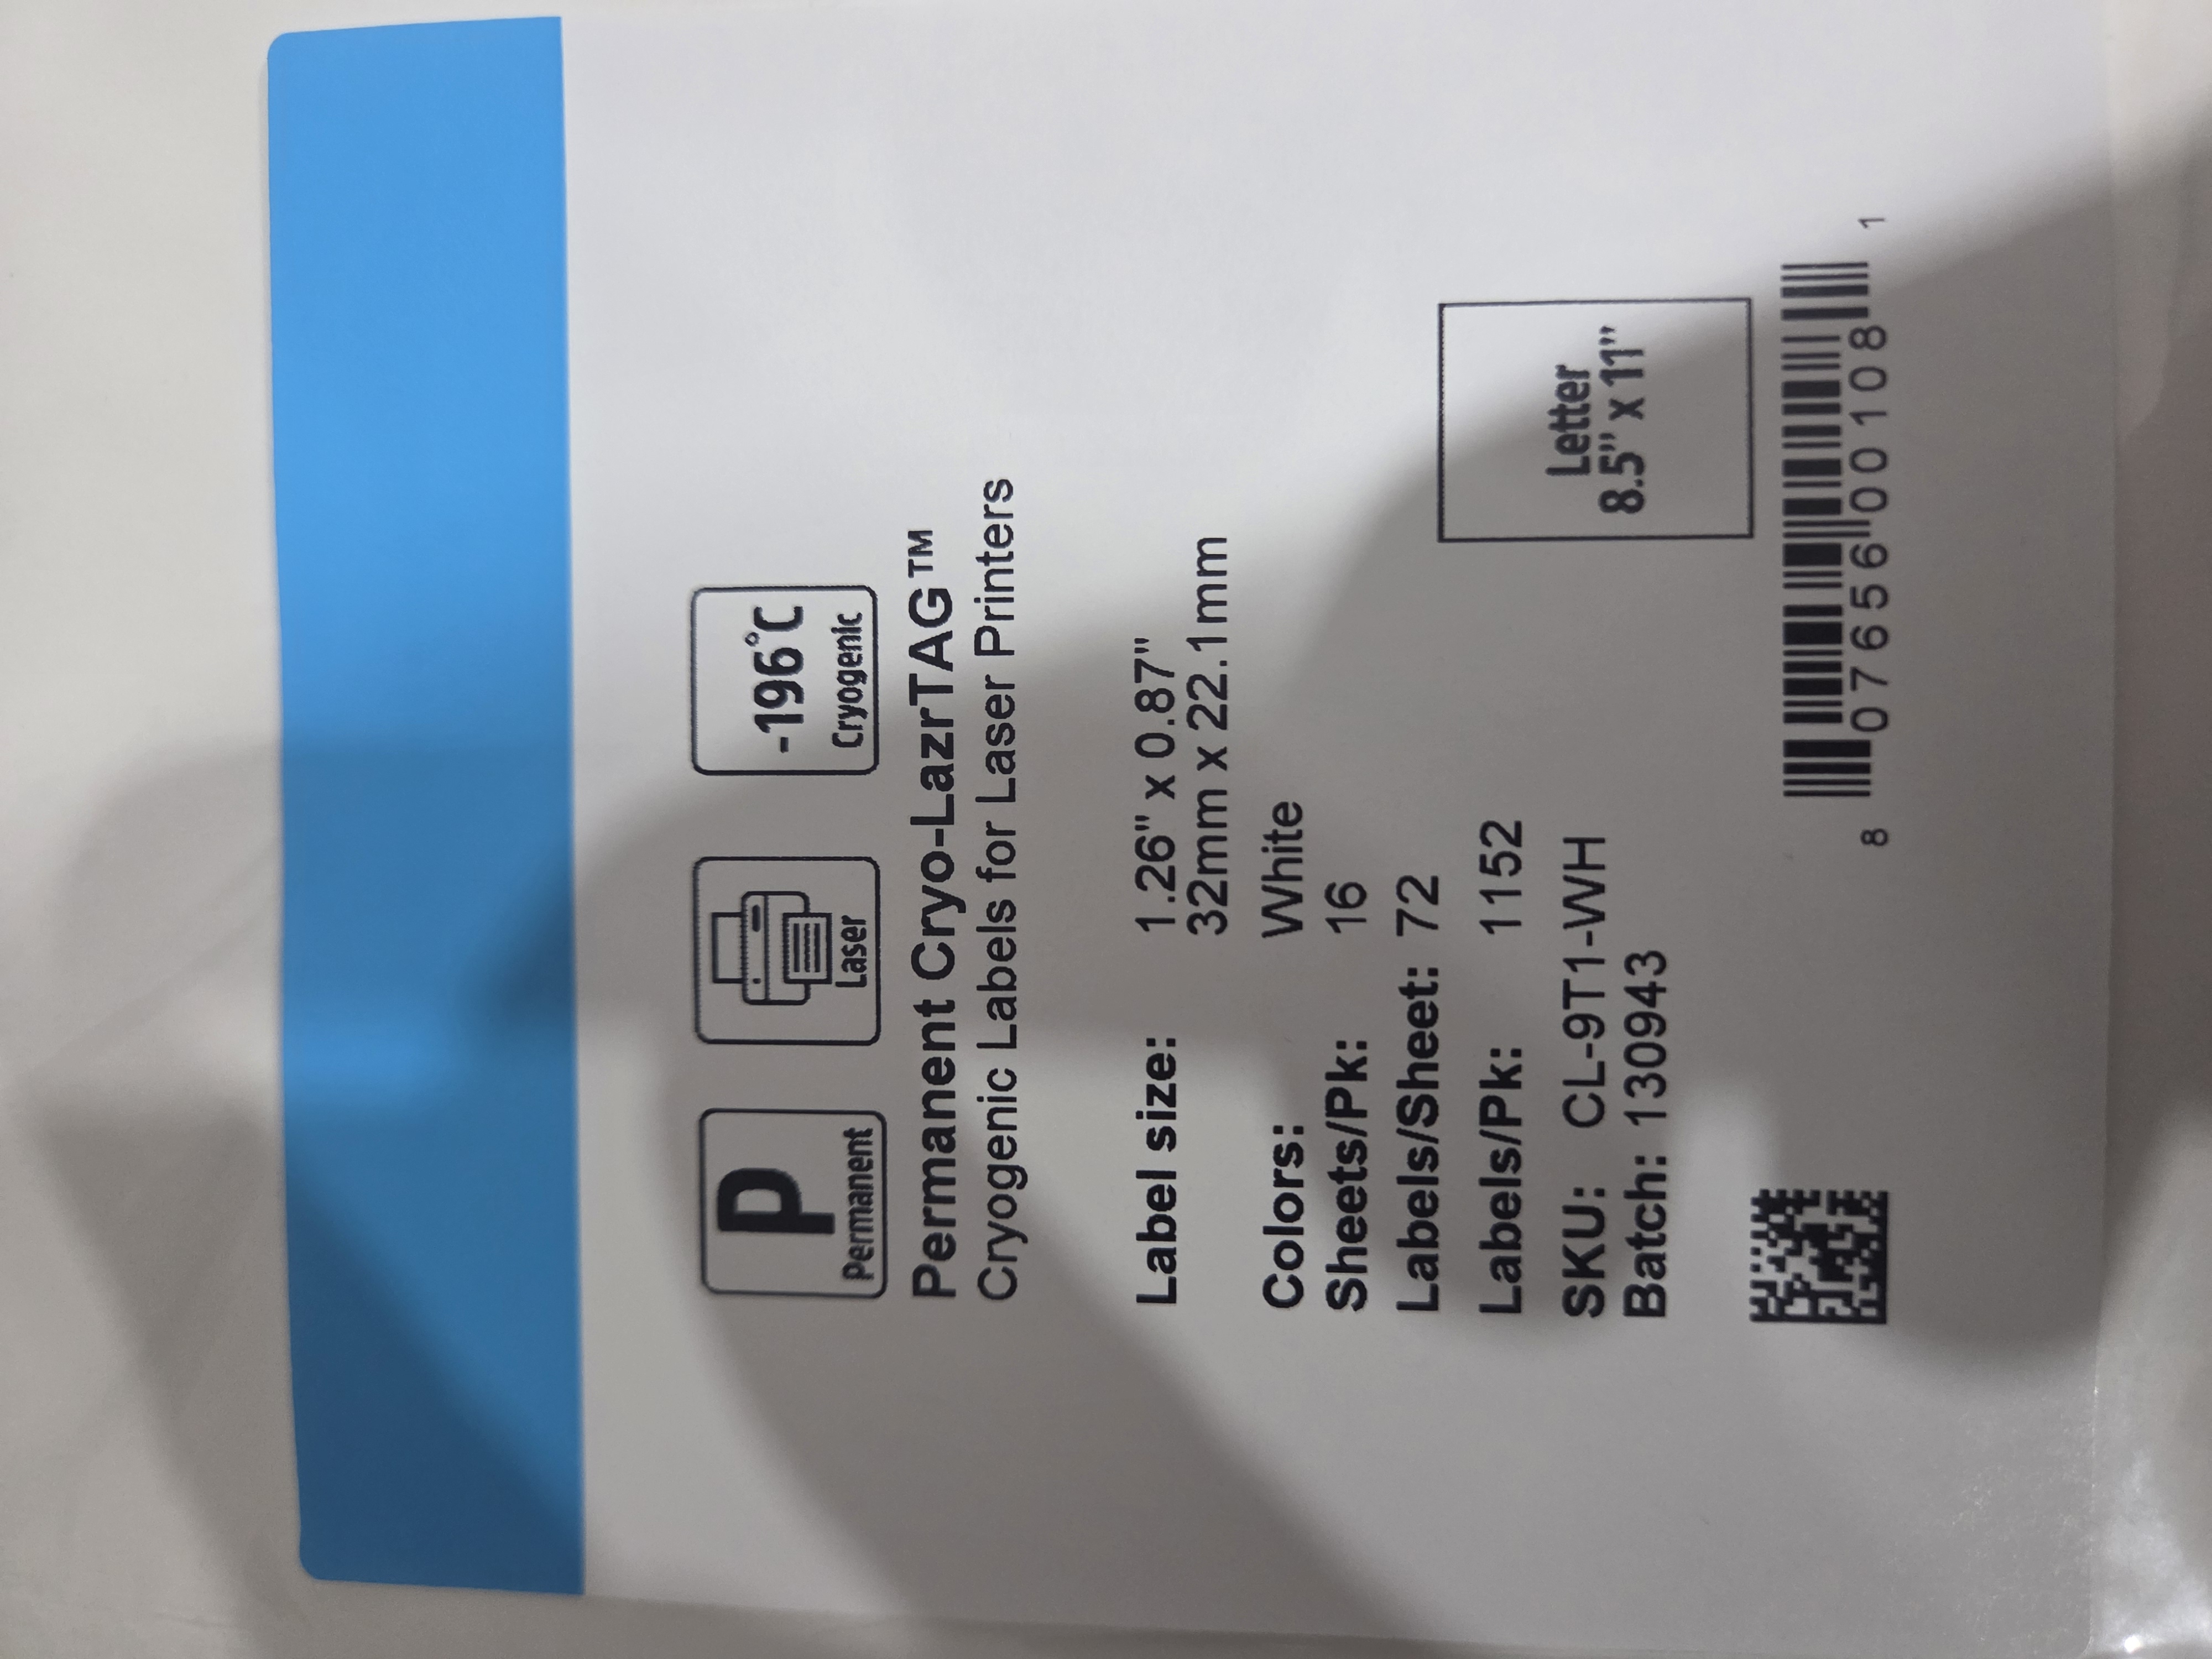 P
Permanent
Laser
-196°C
Cryogenic
Permanent Cryo-LazrTAG™
Cryogenic Labels for Laser Printers
Label size: 1.26" x 0.87"
32mm x 22.1mm
Colors: White
Sheets/Pk: 16
Labels/Sheet: 72
Labels/Pk: 1152
SKU: CL-9T1-WH
Batch: 130943
Letter
8.5” x 11”
8 07656 00108 1